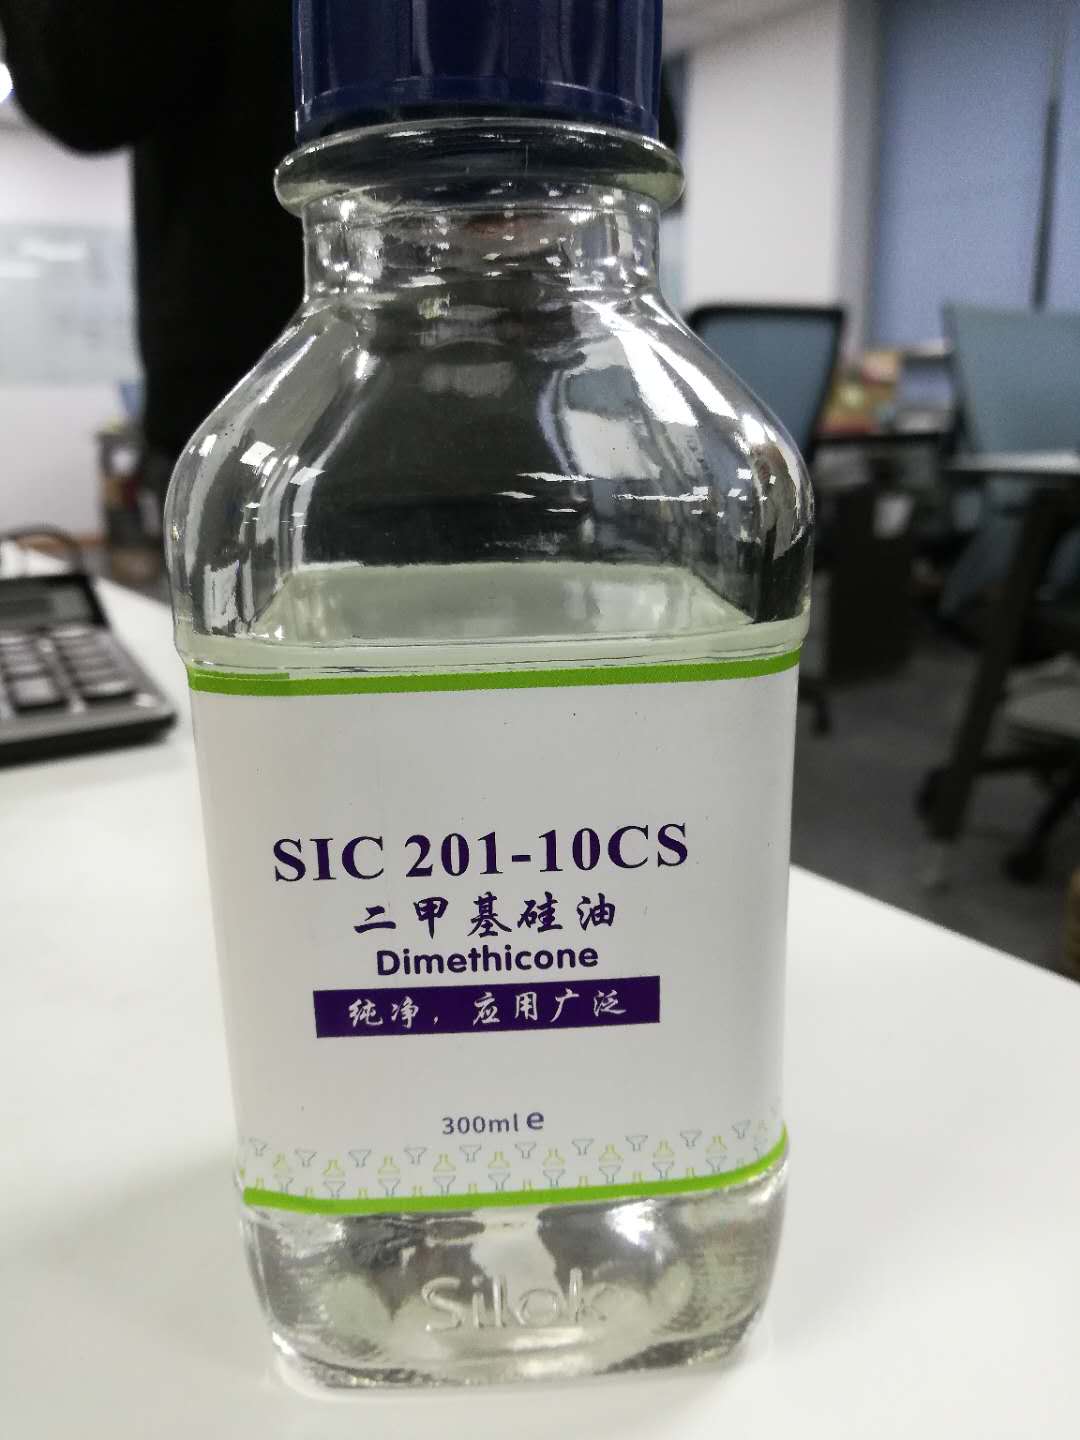 SIC 201-10CS
二甲基硅油
Dimethicone
纯净，应用广泛
300ml e
Silok